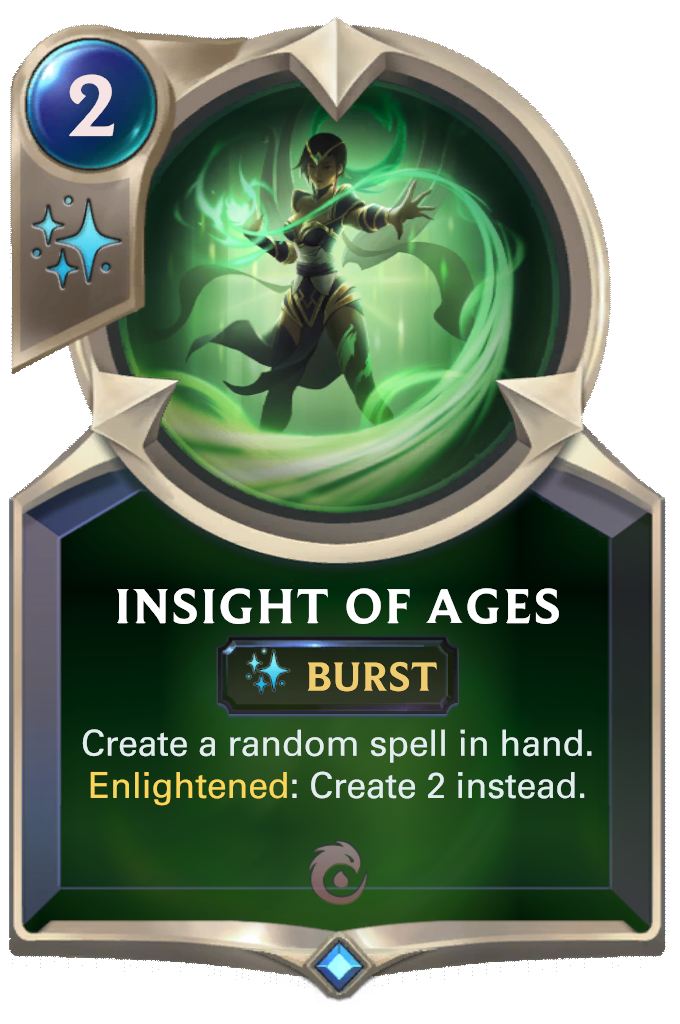 2
INSIGHT OF AGES
BURST
Create a random spell in hand.
Enlightened: Create 2 instead.